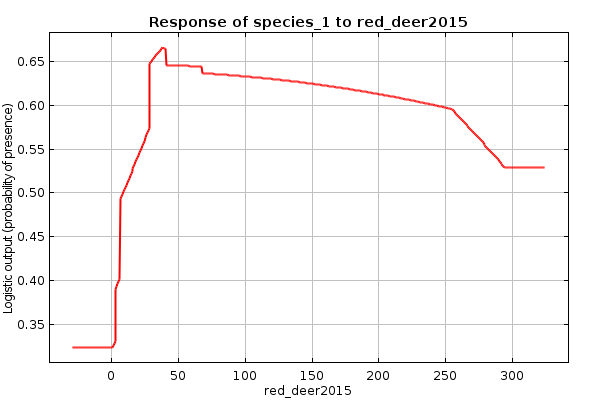 Response of species_1 to red_deer2015
Logistic output (probability of presence)
0.65
0.60
0.55
0.50
0.45
0.40
0.35
0 50 100 150 200 250 300
red_deer2015